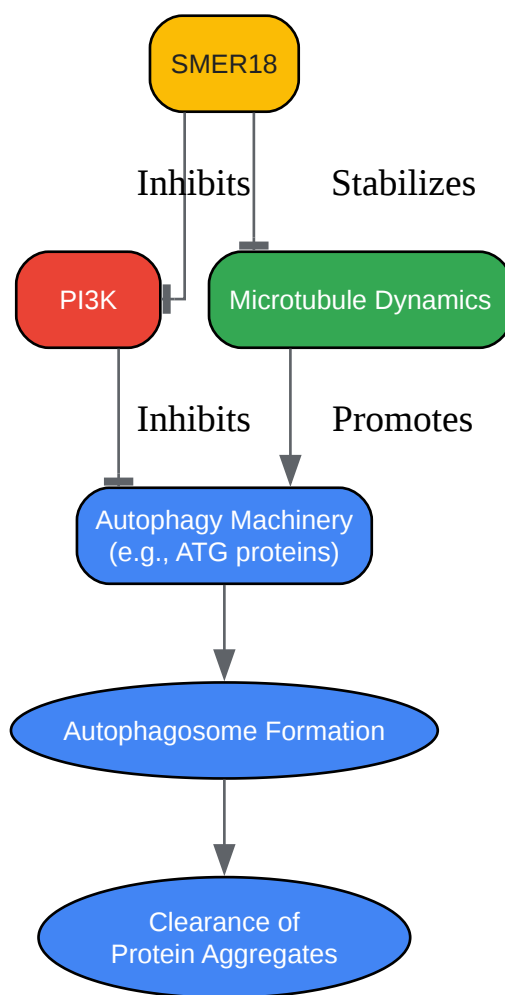 SMER18
Inhibits
Stabilizes
PI3K
Microtubule Dynamics
Inhibits
Promotes
Autophagy Machinery
(e.g., ATG proteins)
Autophagosome Formation
Clearance of
Protein Aggregates